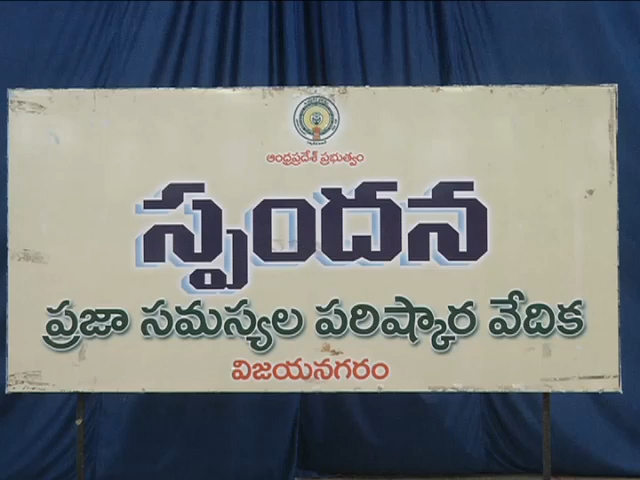 ఆంధ్రప్రదేశ్ ప్రభుత్వం
స్పందన
ప్రజా సమస్యల పరిష్కార వేదిక
విజయనగరం